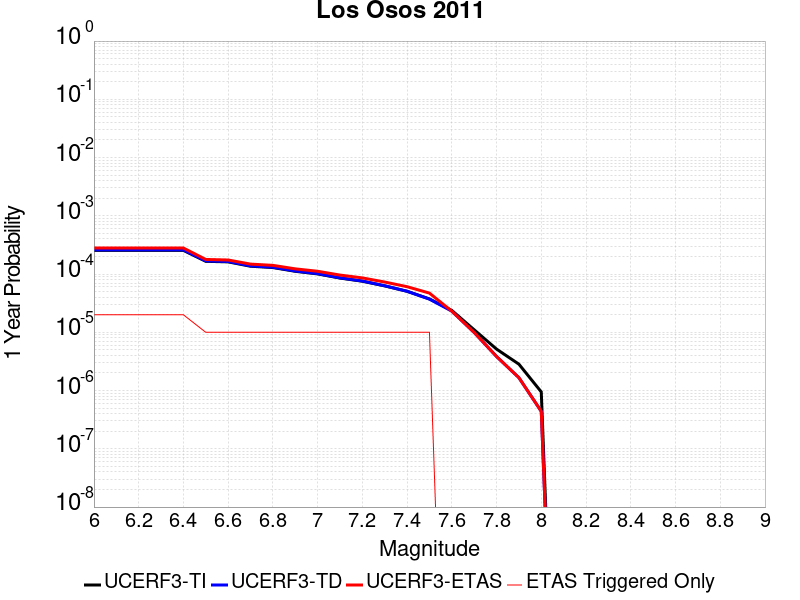 Los Osos 2011
10^0
10^-1
10^-2
10^-3
10^-4
10^-5
10^-6
10^-7
10^-8
1 Year Probability
6 6.2 6.4 6.6 6.8 7 7.2 7.4 7.6 7.8 8 8.2 8.4 8.6 8.8 9
Magnitude
UCERF3-TI UCERF3-TD UCERF3-ETAS ETAS Triggered Only